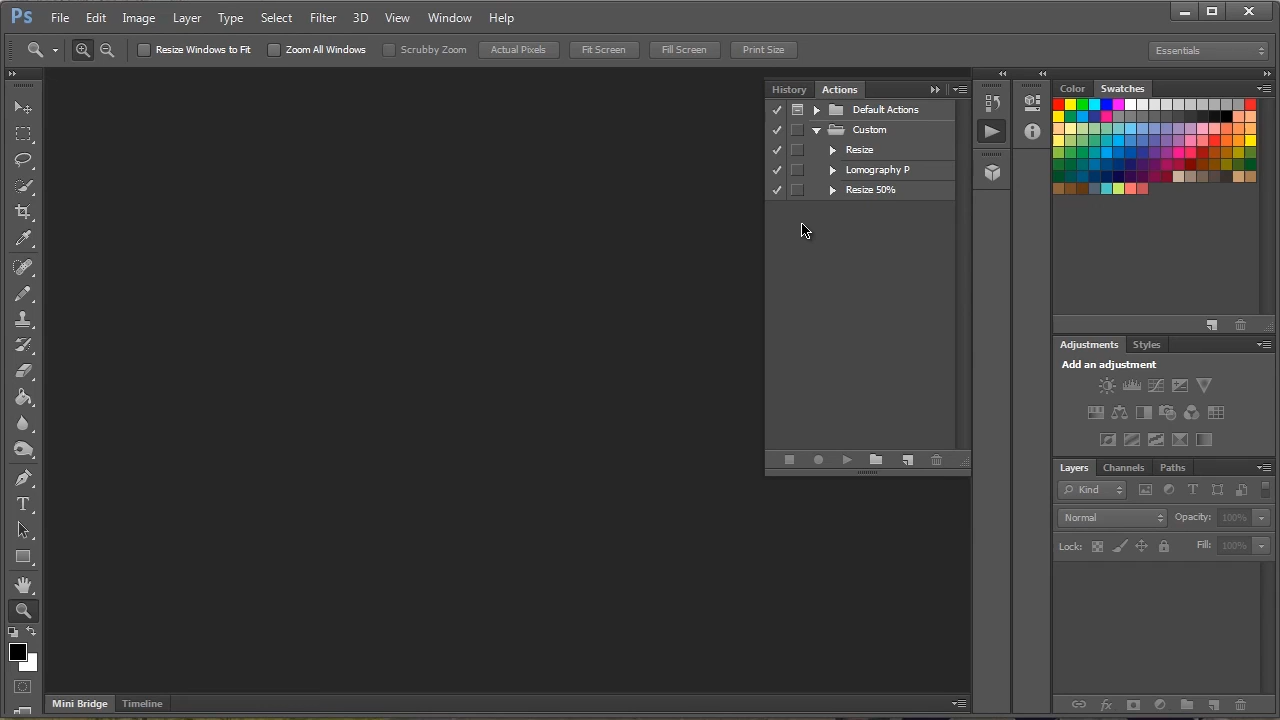 Ps File Edit Image Layer Type Select Filter 3D View Window Help
Resize Windows to Fit Zoom All Windows Scrubby Zoom Actual Pixels Fit Screen Fill Screen Print Size Essentials
History Actions
Default Actions
Custom
Resize
Lomography P
Resize 50%
Color Swatches
Adjustments Styles
Add an adjustment
Layers Channels Paths
Kind
Normal Opacity: 100%
Lock: Fill: 100%
Mini Bridge Timeline